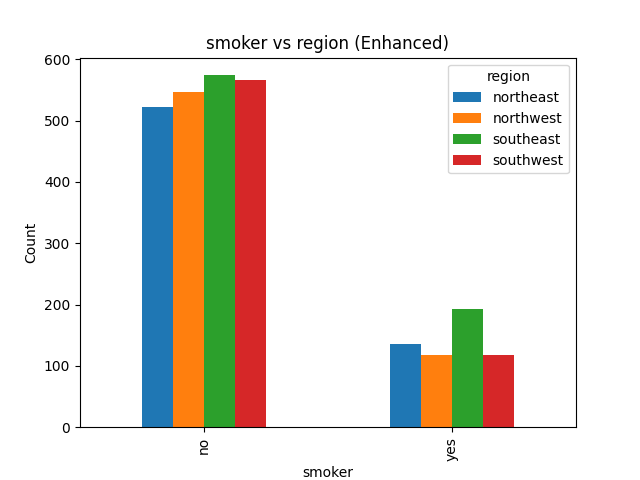 smoker vs region (Enhanced)
region
northeast
northwest
southeast
southwest
600
500
400
300
200
100
0
Count
no
yes
smoker